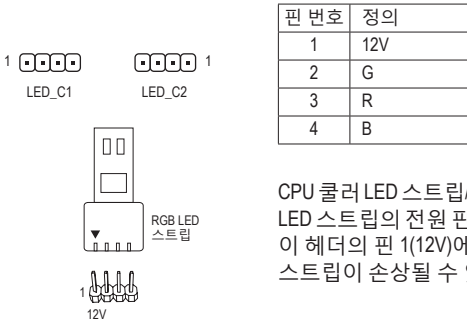 1
1
LED_C1
LED_C2
RGB LED
스트립
1
12V
핀 번호 정의
1 12V
2 G
3 R
4 B
CPU 쿨러 LED 스트립/
LED 스트립의 전원 핀
이 헤더의 핀 1(12V)에
스트립이 손상될 수